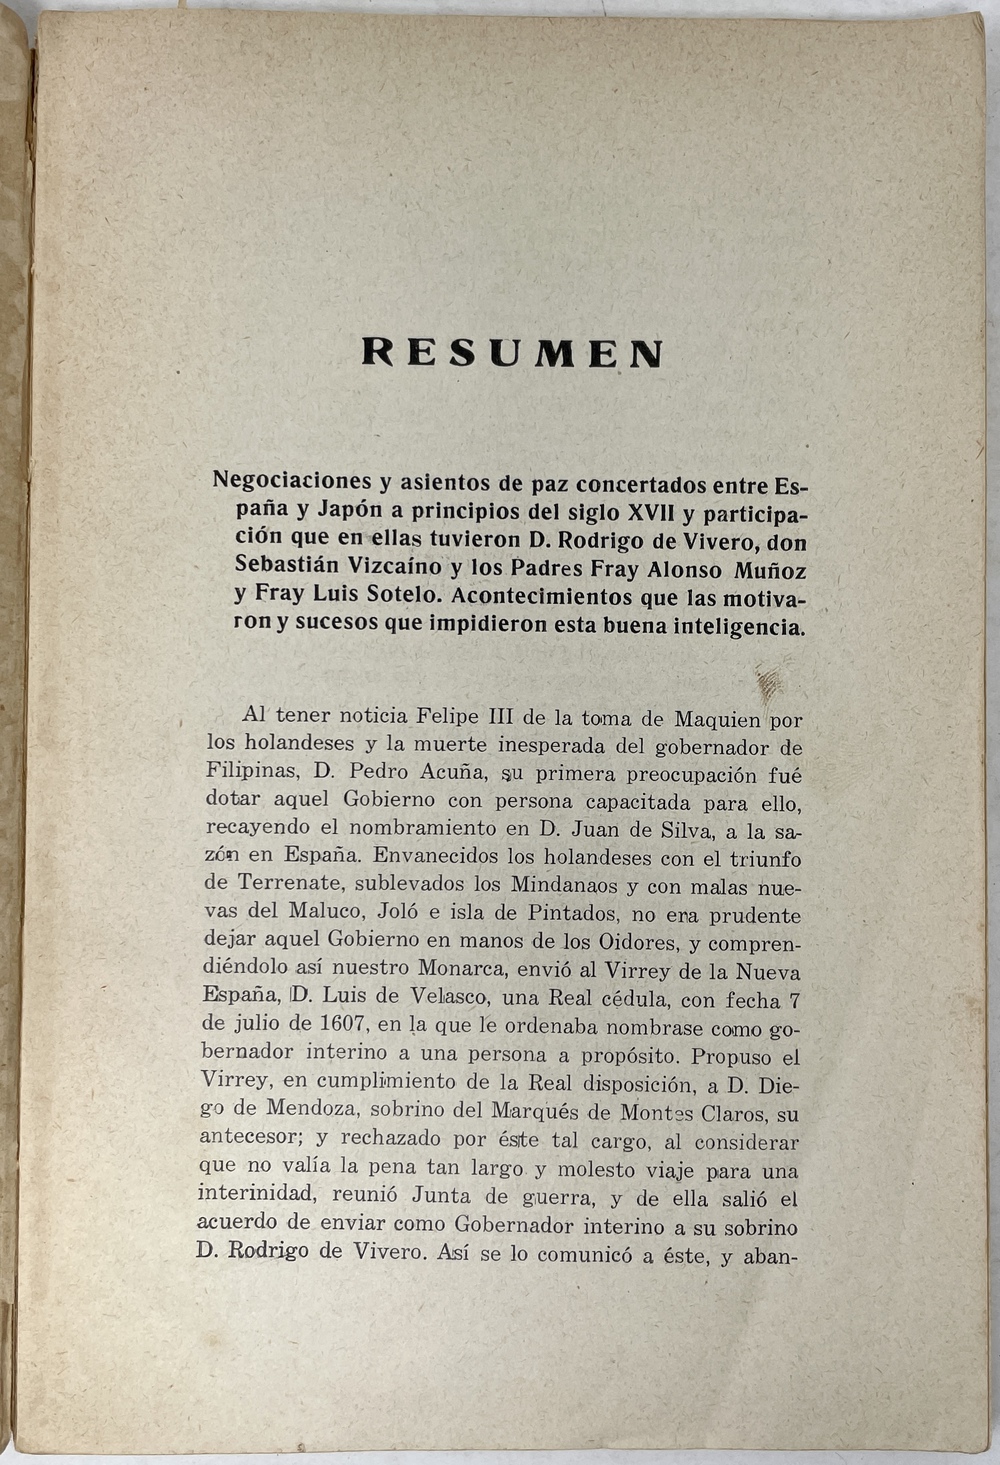 RESUMEN
Negociaciones y asientos de paz concertados entre Es-
paña y Japón a principios del siglo XVII y participa-
ción que en ellas tuvieron D. Rodrigo de Vivero, don
Sebastián Vizcaíno y los Padres Fray Alonso Muñoz
y Fray Luis Sotelo. Acontecimientos que las motiva-
ron y sucesos que impidieron esta buena inteligencia.
Al tener noticia Felipe III de la toma de Maquien por
los holandeses y la muerte inesperada del gobernador de
Filipinas, D. Pedro Acuña, su primera preocupación fué
dotar aquel Gobierno con persona capacitada para ello,
recayendo el nombramiento en D. Juan de Silva, a la sa-
zón en España. Envanecidos los holandeses con el triunfo
de Terrenate, sublevados los Mindanaos y con malas nue-
vas del Maluco, Joló e isla de Pintados, no era prudente
dejar aquel Gobierno en manos de los Oidores, y compren-
diéndolo así nuestro Monarca, envió al Virrey de la Nueva
España, D. Luis de Velasco, una Real cédula, con fecha 7
de julio de 1607, en la que le ordenaba nombrase como go-
bernador interino a una persona a propósito. Propuso el
Virrey, en cumplimiento de la Real disposición, a D. Die-
go de Mendoza, sobrino del Marqués de Montes Claros, su
antecesor; y rechazado por éste tal cargo, al considerar
que no valía la pena tan largo y molesto viaje para una
interinidad, reunió Junta de guerra, y de ella salió el
acuerdo de enviar como Gobernador interino a su sobrino
D. Rodrigo de Vivero. Así se lo comunicó a éste, y aban-